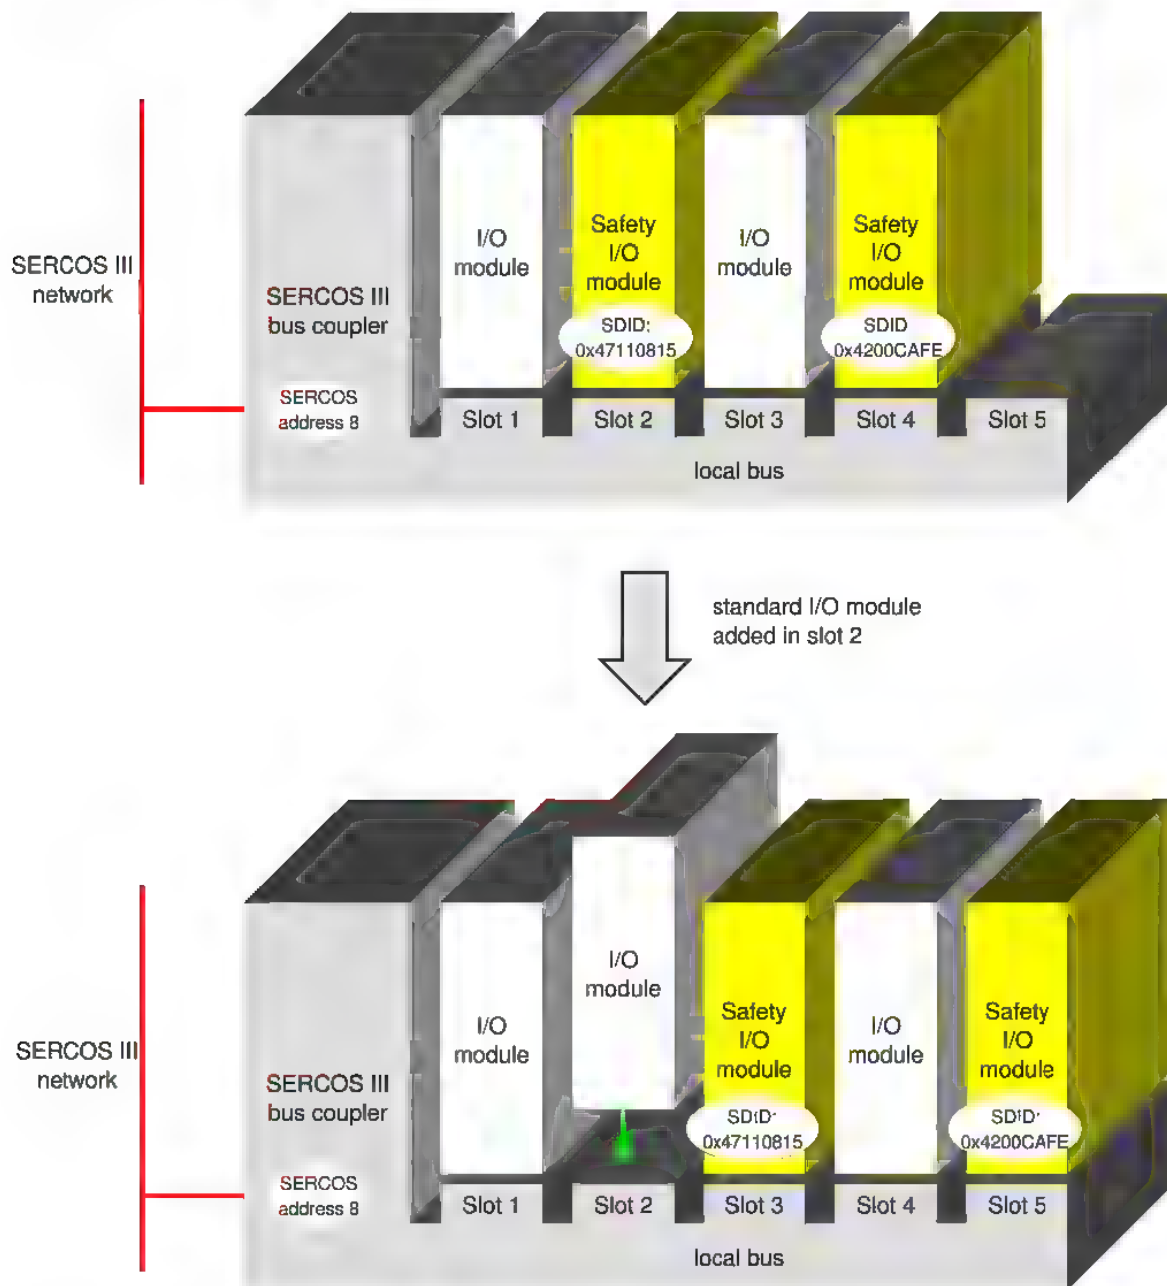 SERCOS III
network
SERCOS III
bus coupler
SERCOS
address 8
I/O
module
Safety
I/O
module
SDID:
0x47110815
I/O
module
Safety
I/O
module
SDID
0x4200CAFE
Slot 1
Slot 2
Slot 3
Slot 4
Slot 5
local bus
standard I/O module
added in slot 2
SERCOS III
network
SERCOS III
bus coupler
SERCOS
address 8
I/O
module
I/O
module
Safety
I/O
module
SDID:
0x47110815
I/O
module
Safety
I/O
module
SDID:
0x4200CAFE
Slot 1
Slot 2
Slot 3
Slot 4
Slot 5
local bus